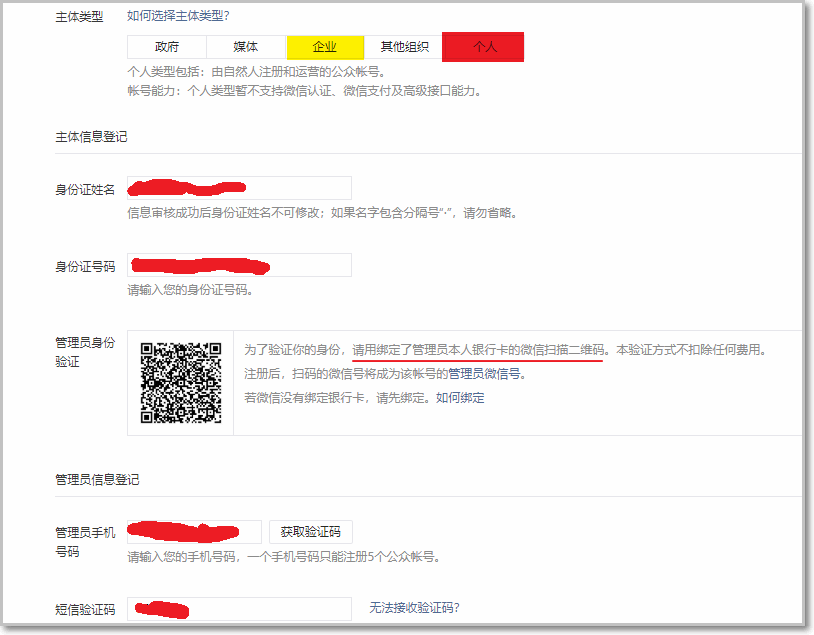 主体类型 如何选择主体类型?
政府 媒体 企业 其他组织 个人
个人类型包括：由自然人注册和运营的公众帐号。
帐号能力：个人类型暂不支持微信认证、微信支付及高级接口能力。
主体信息登记
身份证姓名
信息审核成功后身份证姓名不可修改；如果名字包含分隔号“·”，请勿省略。
身份证号码
请输入您的身份证号码。
管理员身份
验证
为了验证你的身份，请用绑定了管理员本人银行卡的微信扫描二维码。本验证方式不扣除任何费用。
注册后，扫码的微信号将成为该帐号的管理员微信号。
若微信没有绑定银行卡，请先绑定。如何绑定
管理员信息登记
管理员手机
号码
获取验证码
请输入您的手机号码，一个手机号码只能注册5个公众帐号。
短信验证码 无法接收验证码?